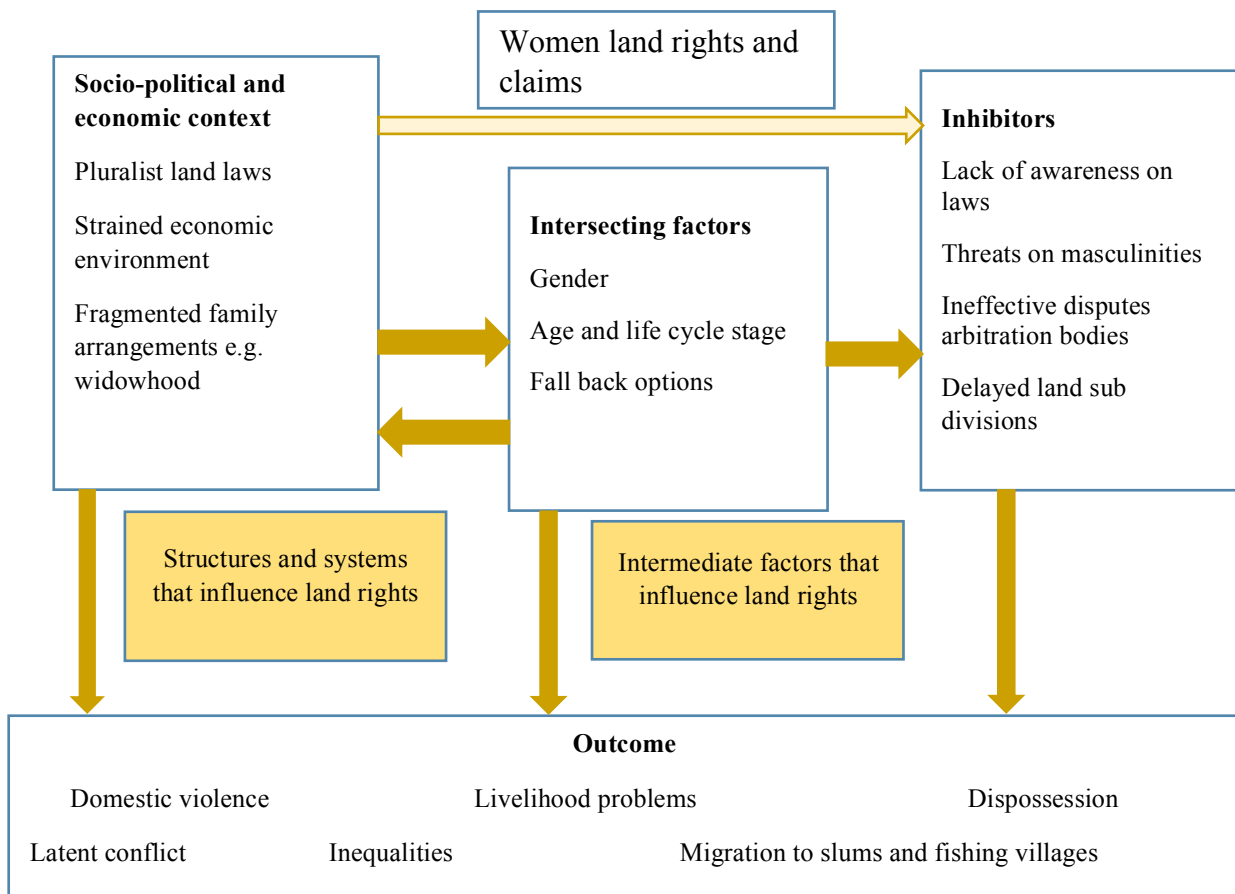 Women land rights and
claims
Socio-political and
economic context
Pluralist land laws
Strained economic
environment
Fragmented family
arrangements e.g.
widowhood
Intersecting factors
Gender
Age and life cycle stage
Fall back options
Inhibitors
Lack of awareness on
laws
Threats on masculinities
Ineffective disputes
arbitration bodies
Delayed land sub
divisions
Structures and systems
that influence land rights
Intermediate factors that
influence land rights
Outcome
Domestic violence
Livelihood problems
Dispossession
Latent conflict
Inequalities
Migration to slums and fishing villages